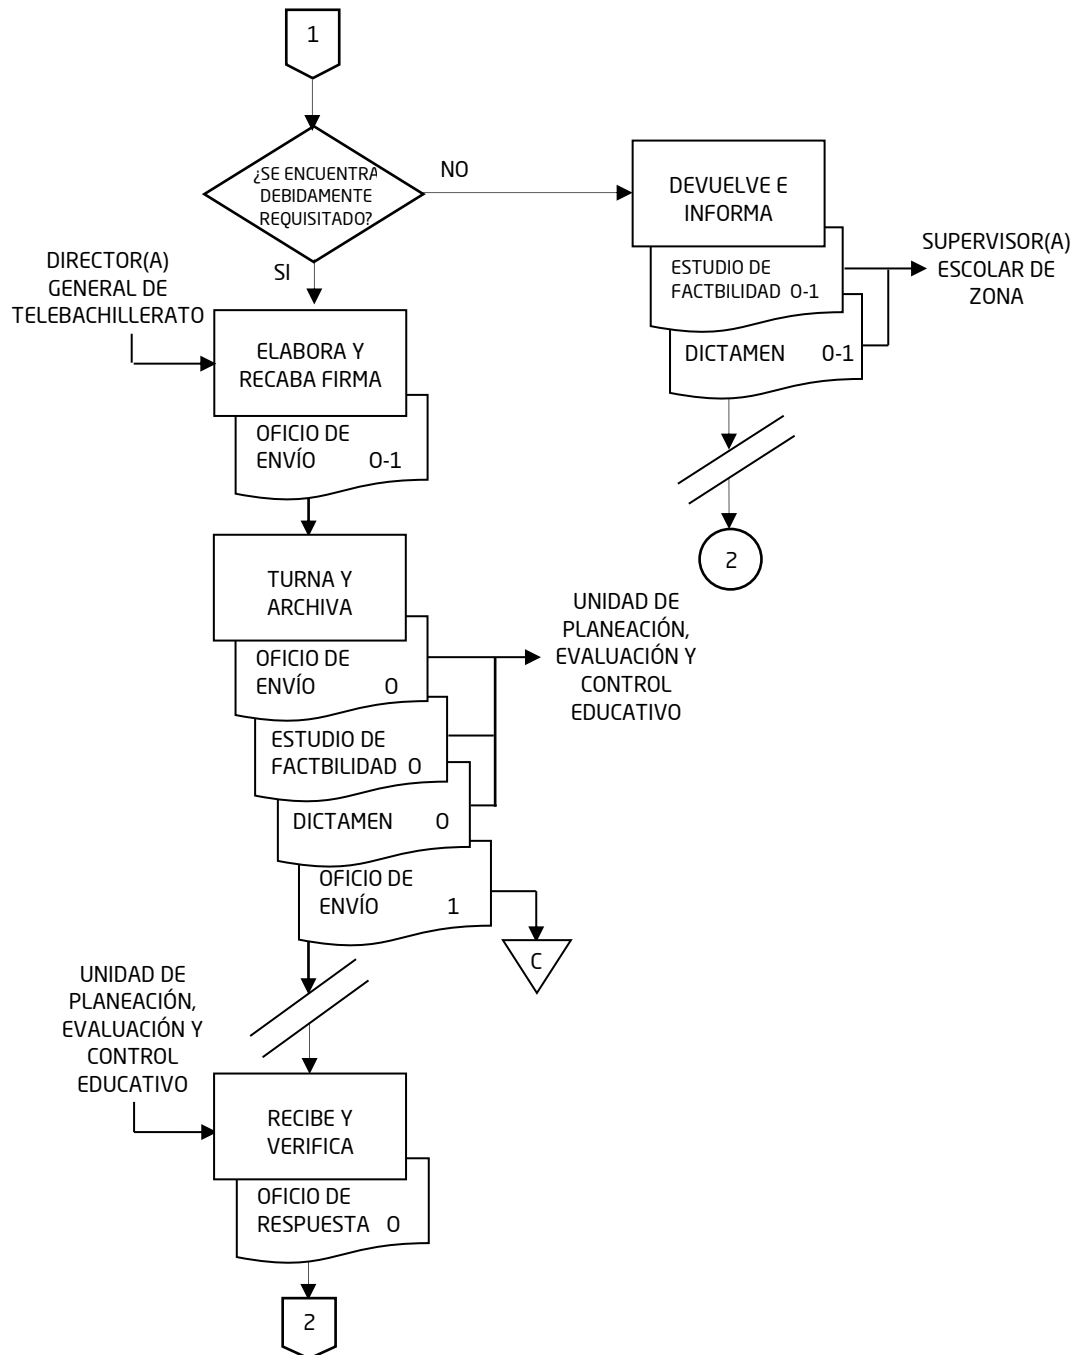 1
¿SE ENCUENTRA
DEBIDAMENTE
REQUISITADO?
NO
SI
DEVUELVE E
INFORMA
ESTUDIO DE
FACTBILIDAD 0-1
DICTAMEN 0-1
SUPERVISOR(A)
ESCOLAR DE
ZONA
2
DIRECTOR(A)
GENERAL DE
TELEBACHILLERATO
ELABORA Y
RECABA FIRMA
OFICIO DE
ENVÍO 0-1
TURNA Y
ARCHIVA
OFICIO DE
ENVÍO 0
ESTUDIO DE
FACTBILIDAD 0
DICTAMEN 0
OFICIO DE
ENVÍO 1
UNIDAD DE
PLANEACIÓN,
EVALUACIÓN Y
CONTROL
EDUCATIVO
C
UNIDAD DE
PLANEACIÓN,
EVALUACIÓN Y
CONTROL
EDUCATIVO
RECIBE Y
VERIFICA
OFICIO DE
RESPUESTA 0
2